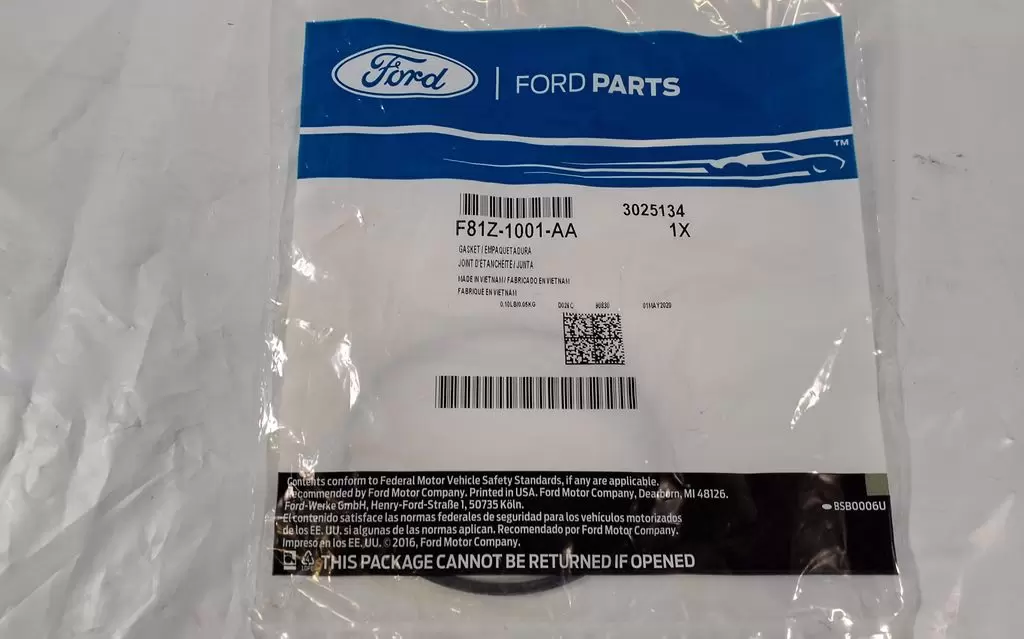 Ford | FORD PARTS
TM
3025134
F81Z-1001-AA 1X
GASKET / EMPAQUETADURA
JOINT D'ETANCHEITE / JUNTA
MADE IN VIETNAM / FABRICADO EN VIETNAM
FABRIQUE EN VIETNAM
0.10LB/0.05KG 90830 01MAY2020
Contents conform to Federal Motor Vehicle Safety Standards, if any are applicable.
Recommended by Ford Motor Company. Printed in USA. Ford Motor Company, Dearborn, MI 48126.
Ford-Werke GmbH, Henry-Ford-Straße 1, 50735 Köln.
El contenido satisface las normas federales de seguridad para los vehículos motorizados
de los EE. UU. si algunas de las normas aplican. Recomendado por Ford Motor Company.
Impreso en los EE. UU. © 2016, Ford Motor Company.
BSB0006U
THIS PACKAGE CANNOT BE RETURNED IF OPENED